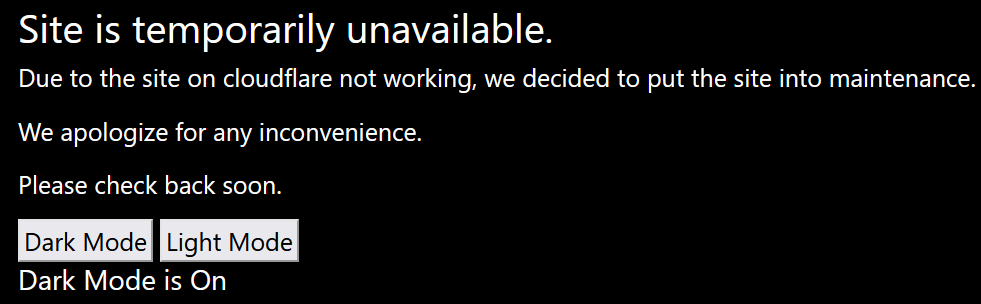 Site is temporarily unavailable.
Due to the site on cloudflare not working, we decided to put the site into maintenance.
We apologize for any inconvenience.
Please check back soon.
Dark Mode Light Mode
Dark Mode is On